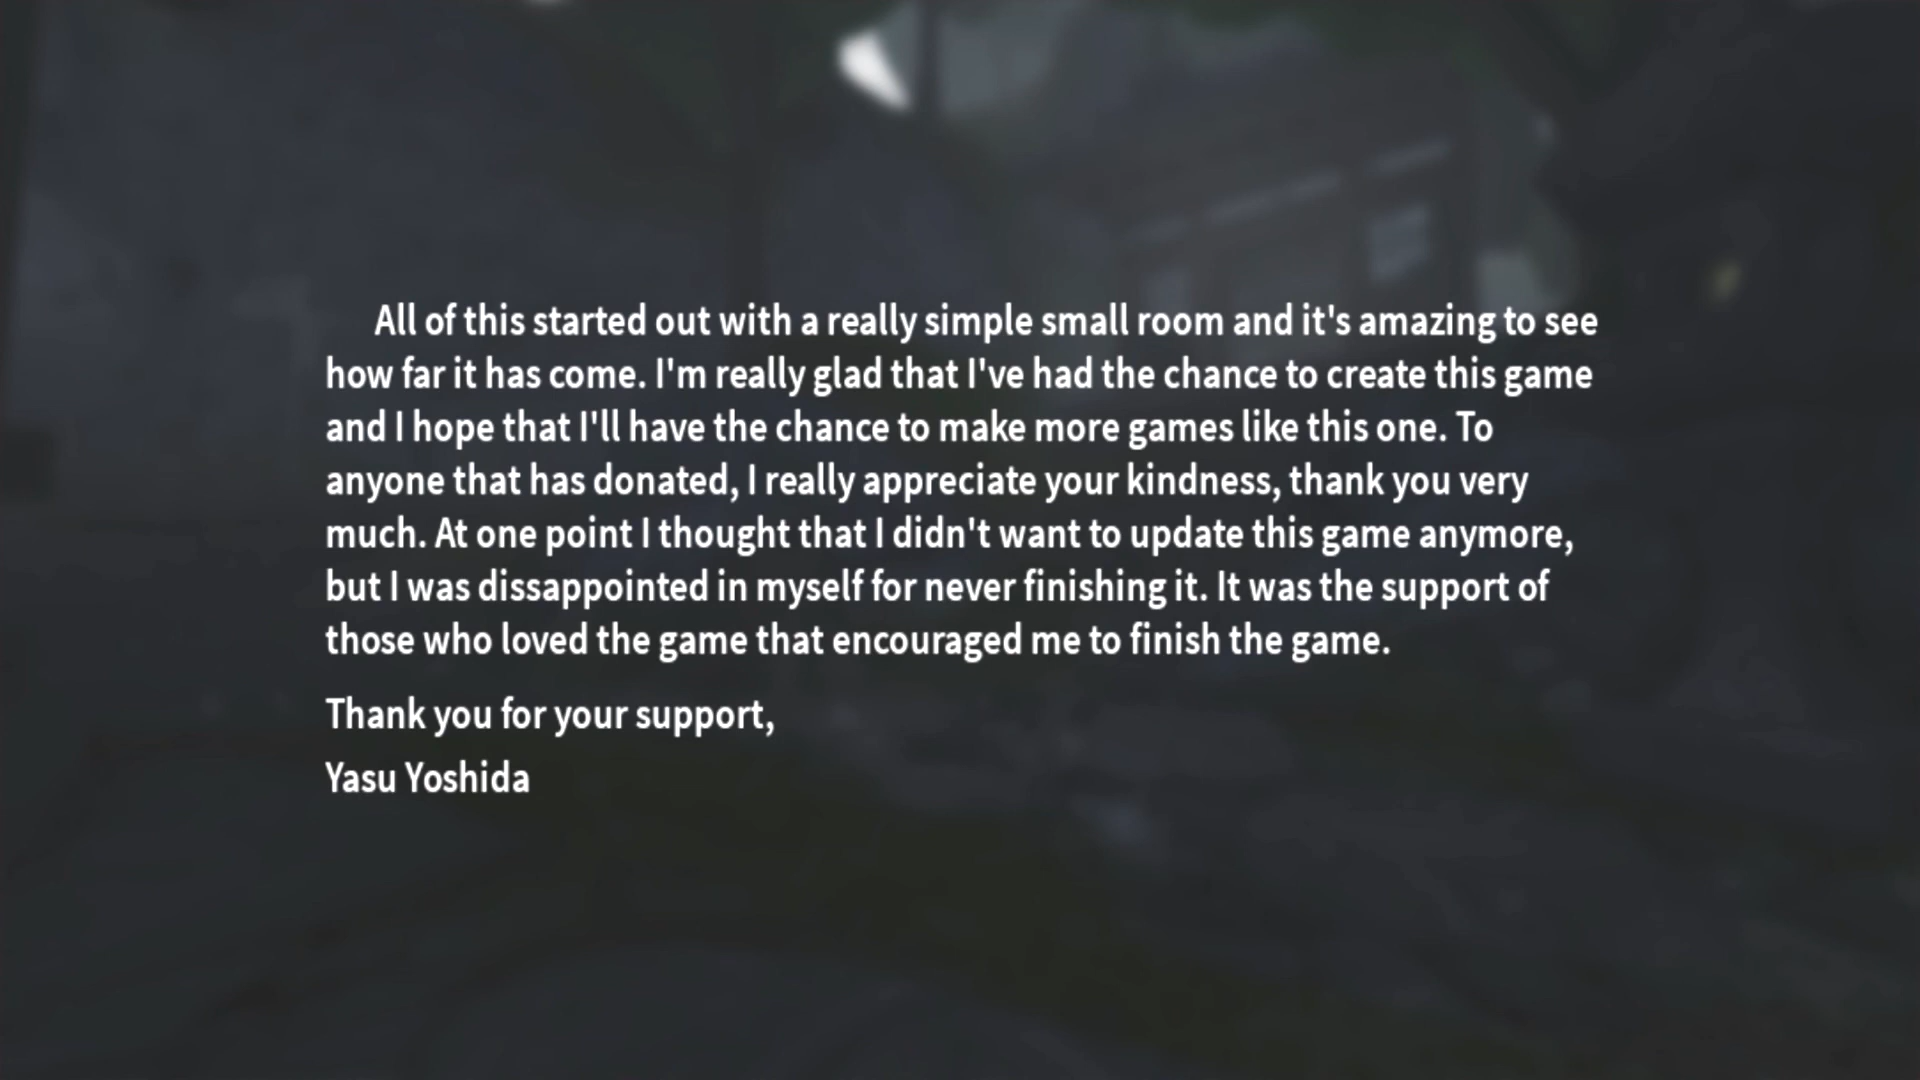 All of this started out with a really simple small room and it's amazing to see
how far it has come. I'm really glad that I've had the chance to create this game
and I hope that I'll have the chance to make more games like this one. To
anyone that has donated, I really appreciate your kindness, thank you very
much. At one point I thought that I didn't want to update this game anymore,
but I was dissappointed in myself for never finishing it. It was the support of
those who loved the game that encouraged me to finish the game.
Thank you for your support,
Yasu Yoshida